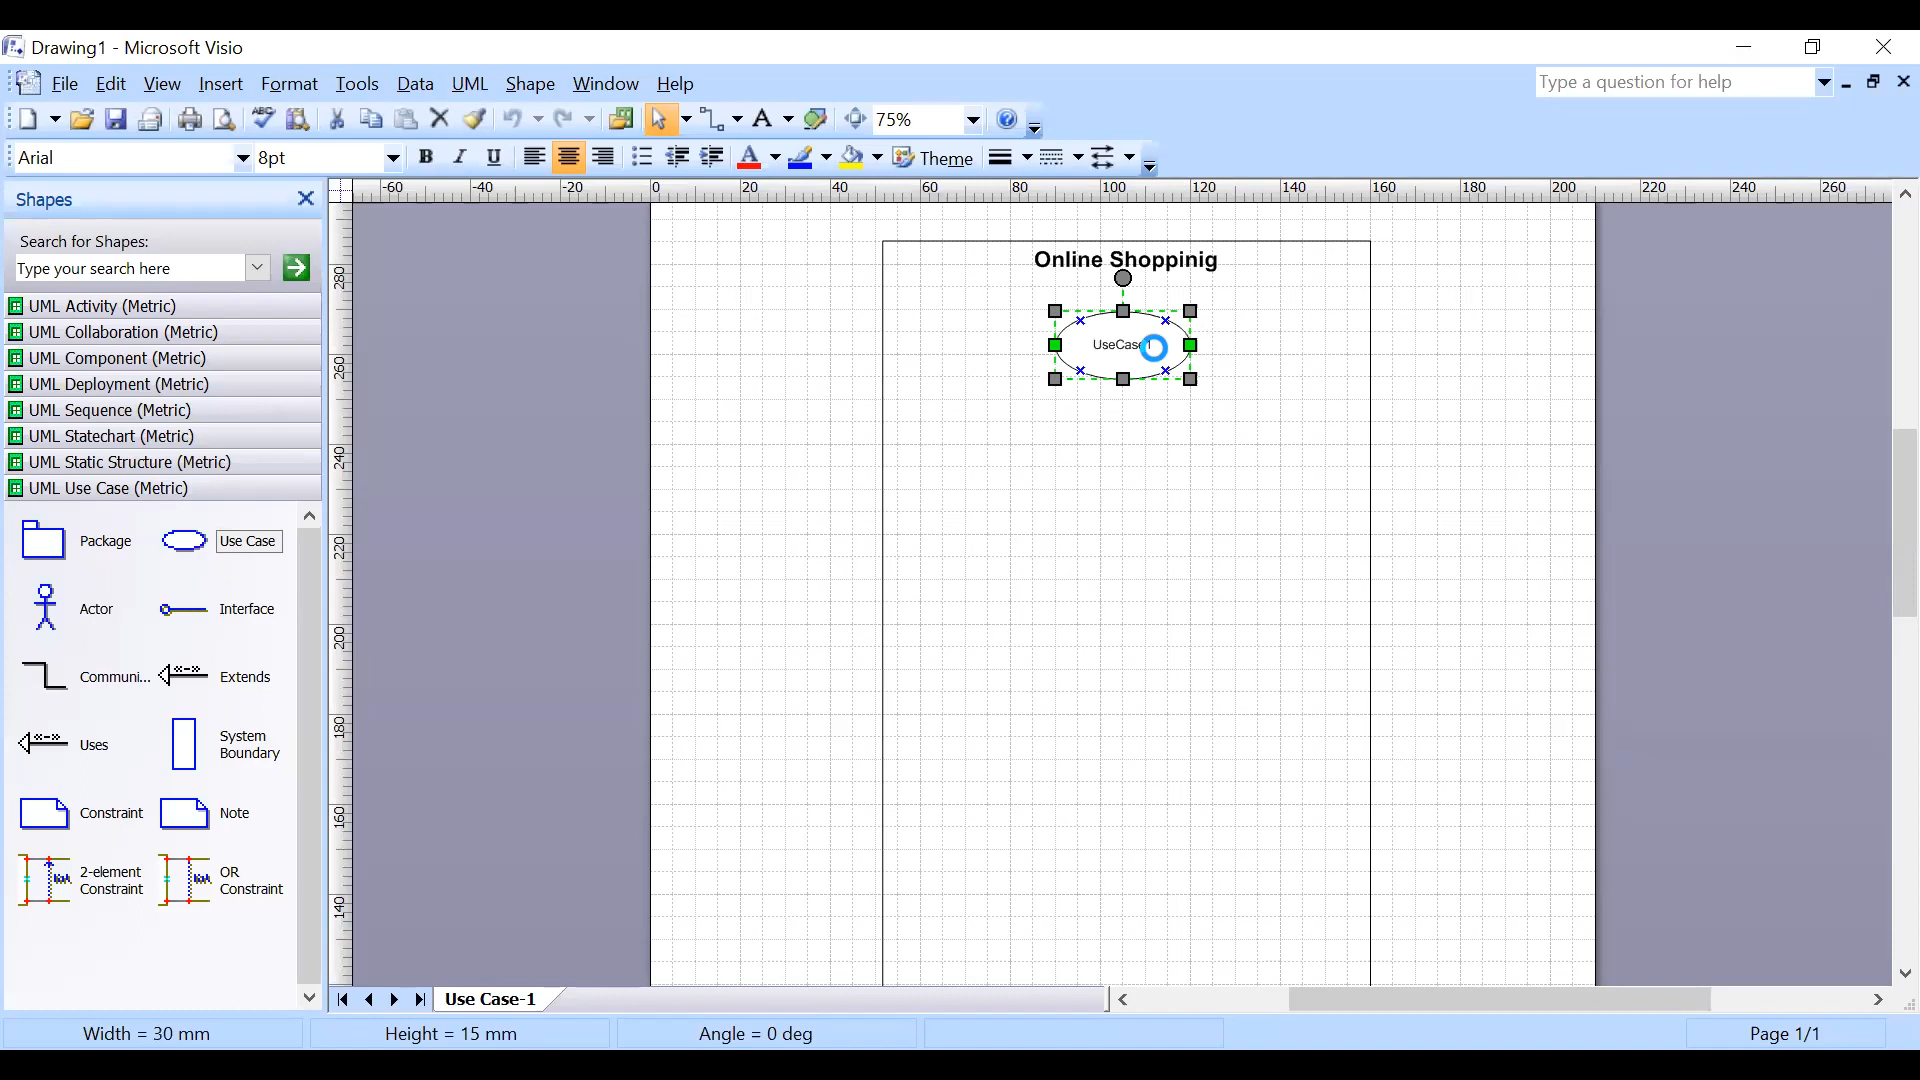 Drawing1 - Microsoft Visio
File Edit View Insert Format Tools Data UML Shape Window Help
Type a question for help
75%
Arial 8pt B I U A Theme
Shapes
Search for Shapes:
Type your search here
UML Activity (Metric)
UML Collaboration (Metric)
UML Component (Metric)
UML Deployment (Metric)
UML Sequence (Metric)
UML Statechart (Metric)
UML Static Structure (Metric)
UML Use Case (Metric)
Package Use Case
Actor Interface
Communi... Extends
Uses System Boundary
Constraint Note
2-element Constraint OR Constraint
-60 -40 -20 0 20 40 60 80 100 120 140 160 180 200 220 240 260
280
260
240
220
200
180
160
140
Online Shoppinig
UseCase1
Use Case-1
Width = 30 mm Height = 15 mm Angle = 0 deg Page 1/1